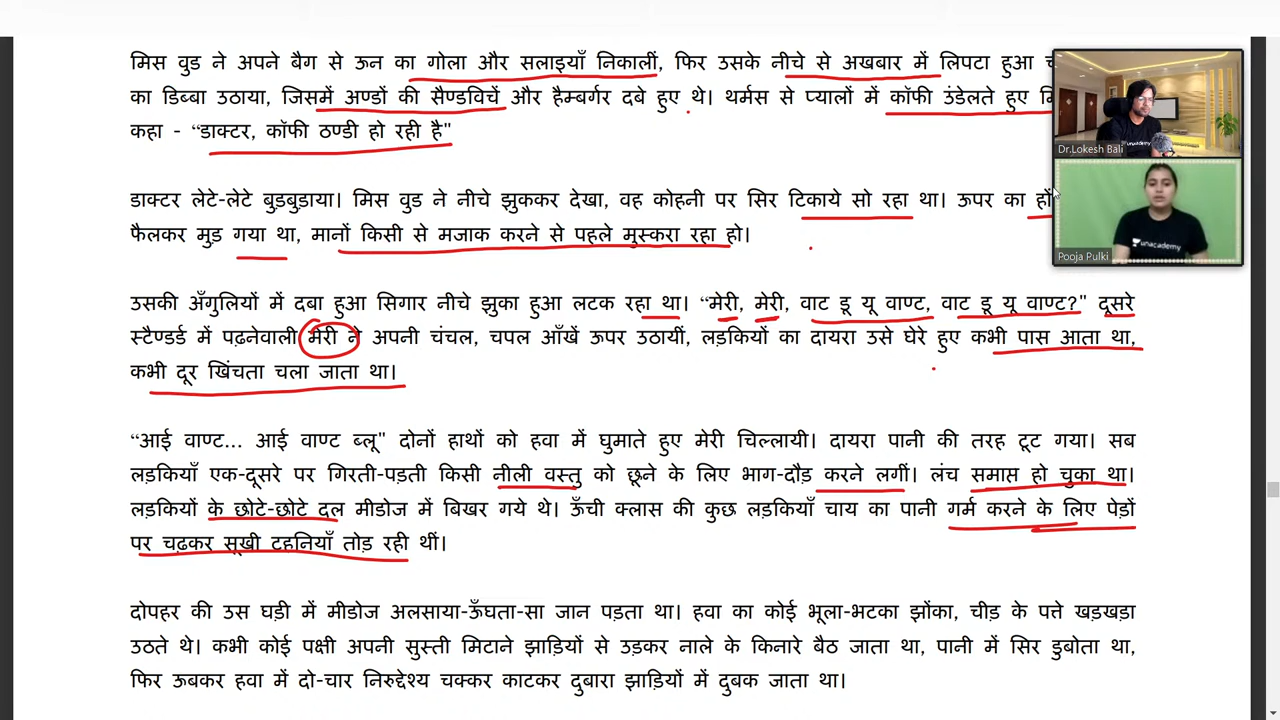 मिस वुड ने अपने बैग से ऊन का गोला और सलाइयाँ निकालीं, फिर उसके नीचे से अखबार में लिपटा हुआ
का डिब्बा उठाया, जिसमें अण्डों की सैण्डविचें और हैम्बर्गर दबे हुए थे। थर्मस से प्यालों में कॉफी उंडेलते हुए
कहा - “डाक्टर, कॉफी ठण्डी हो रही है"
डाक्टर लेटे-लेटे बुड़बुड़ाया। मिस वुड ने नीचे झुककर देखा, वह कोहनी पर सिर टिकाये सो रहा था। ऊपर का
फैलकर मुड़ गया था, मानों किसी से मजाक करने से पहले मुस्करा रहा हो।
उसकी अँगुलियों में दबा हुआ सिगार नीचे झुका हुआ लटक रहा था। “मेरी, मेरी, वाट डू यू वाण्ट, वाट डू यू वाण्ट?" दूसरे
स्टैण्डर्ड में पढ़नेवाली मेरी ने अपनी चंचल, चपल आँखें ऊपर उठायीं, लड़कियों का दायरा उसे घेरे हुए कभी पास आता था,
कभी दूर खिंचता चला जाता था।
“आई वाण्ट... आई वाण्ट ब्लू" दोनों हाथों को हवा में घुमाते हुए मेरी चिल्लायी। दायरा पानी की तरह टूट गया। सब
लड़कियाँ एक-दूसरे पर गिरती-पड़ती किसी नीली वस्तु को छूने के लिए भाग-दौड़ करने लगीं। लंच समाप्त हो चुका था।
लड़कियों के छोटे-छोटे दल मीडोज में बिखर गये थे। ऊँची क्लास की कुछ लड़कियाँ चाय का पानी गर्म करने के लिए पेड़ों
पर चढ़कर सूखी टहनियाँ तोड़ रही थीं।
दोपहर की उस घड़ी में मीडोज अलसाया-ऊँघता-सा जान पड़ता था। हवा का कोई भूला-भटका झोंका, चीड़ के पत्ते खड़खड़ा
उठते थे। कभी कोई पक्षी अपनी सुस्ती मिटाने झाड़ियों से उड़कर नाले के किनारे बैठ जाता था, पानी में सिर डुबोता था,
फिर ऊबकर हवा में दो-चार निरुद्देश्य चक्कर काटकर दुबारा झाड़ियों में दुबक जाता था।
unacademy
Dr.Lokesh Bali
unacademy
Pooja Pulki